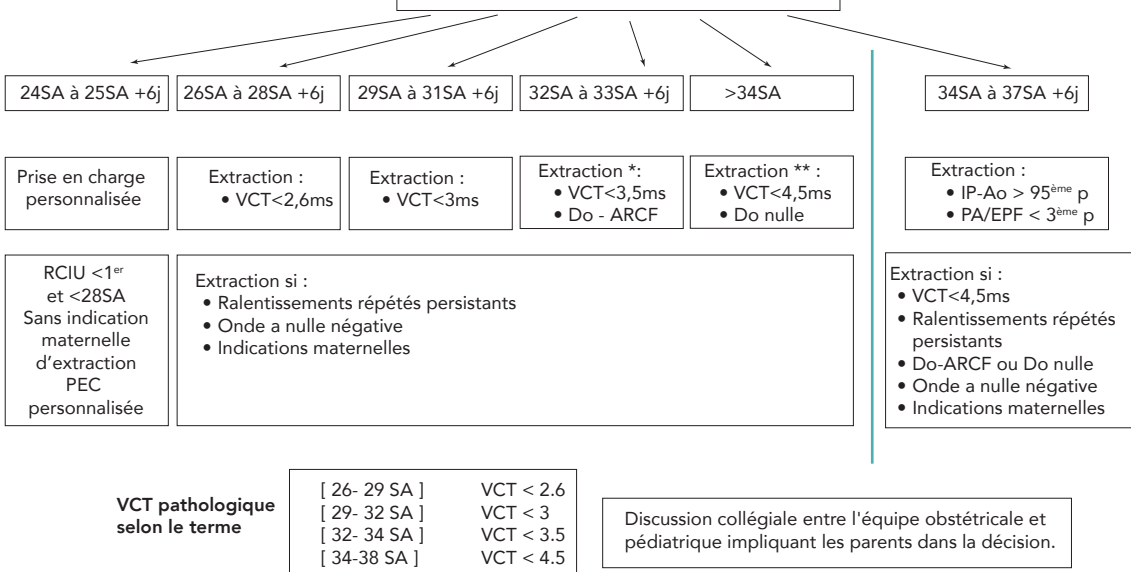 24SA à 25SA +6j
26SA à 28SA +6j
29SA à 31SA +6j
32SA à 33SA +6j
>34SA
34SA à 37SA +6j
Prise en charge
personnalisée
Extraction :
• VCT<2,6ms
Extraction :
• VCT<3ms
Extraction *:
• VCT<3,5ms
• Do - ARCF
Extraction ** :
• VCT<4,5ms
• Do nulle
Extraction :
• IP-Ao > 95ème p
• PA/EPF < 3ème p
RCIU <1er
et <28SA
Sans indication
maternelle
d'extraction
PEC
personnalisée
Extraction si :
• Ralentissements répétés persistants
• Onde a nulle négative
• Indications maternelles
Extraction si :
• VCT<4,5ms
• Ralentissements répétés
persistants
• Do-ARCF ou Do nulle
• Onde a nulle négative
• Indications maternelles
VCT pathologique
selon le terme
[ 26- 29 SA ] VCT < 2.6
[ 29- 32 SA ] VCT < 3
[ 32- 34 SA ] VCT < 3.5
[ 34-38 SA ] VCT < 4.5
Discussion collégiale entre l'équipe obstétricale et
pédiatrique impliquant les parents dans la décision.